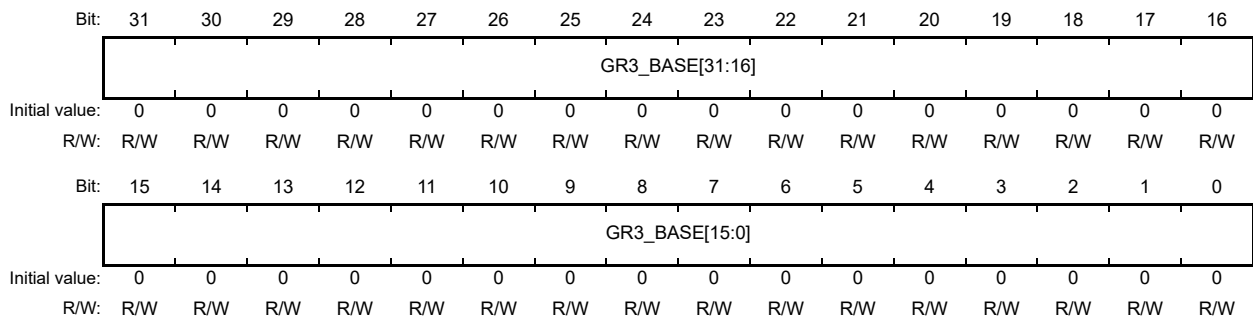 Bit: 31 30 29 28 27 26 25 24 23 22 21 20 19 18 17 16
GR3_BASE[31:16]
Initial value: 0 0 0 0 0 0 0 0 0 0 0 0 0 0 0 0
R/W: R/W R/W R/W R/W R/W R/W R/W R/W R/W R/W R/W R/W R/W R/W R/W R/W
Bit: 15 14 13 12 11 10 9 8 7 6 5 4 3 2 1 0
GR3_BASE[15:0]
Initial value: 0 0 0 0 0 0 0 0 0 0 0 0 0 0 0 0
R/W: R/W R/W R/W R/W R/W R/W R/W R/W R/W R/W R/W R/W R/W R/W R/W R/W